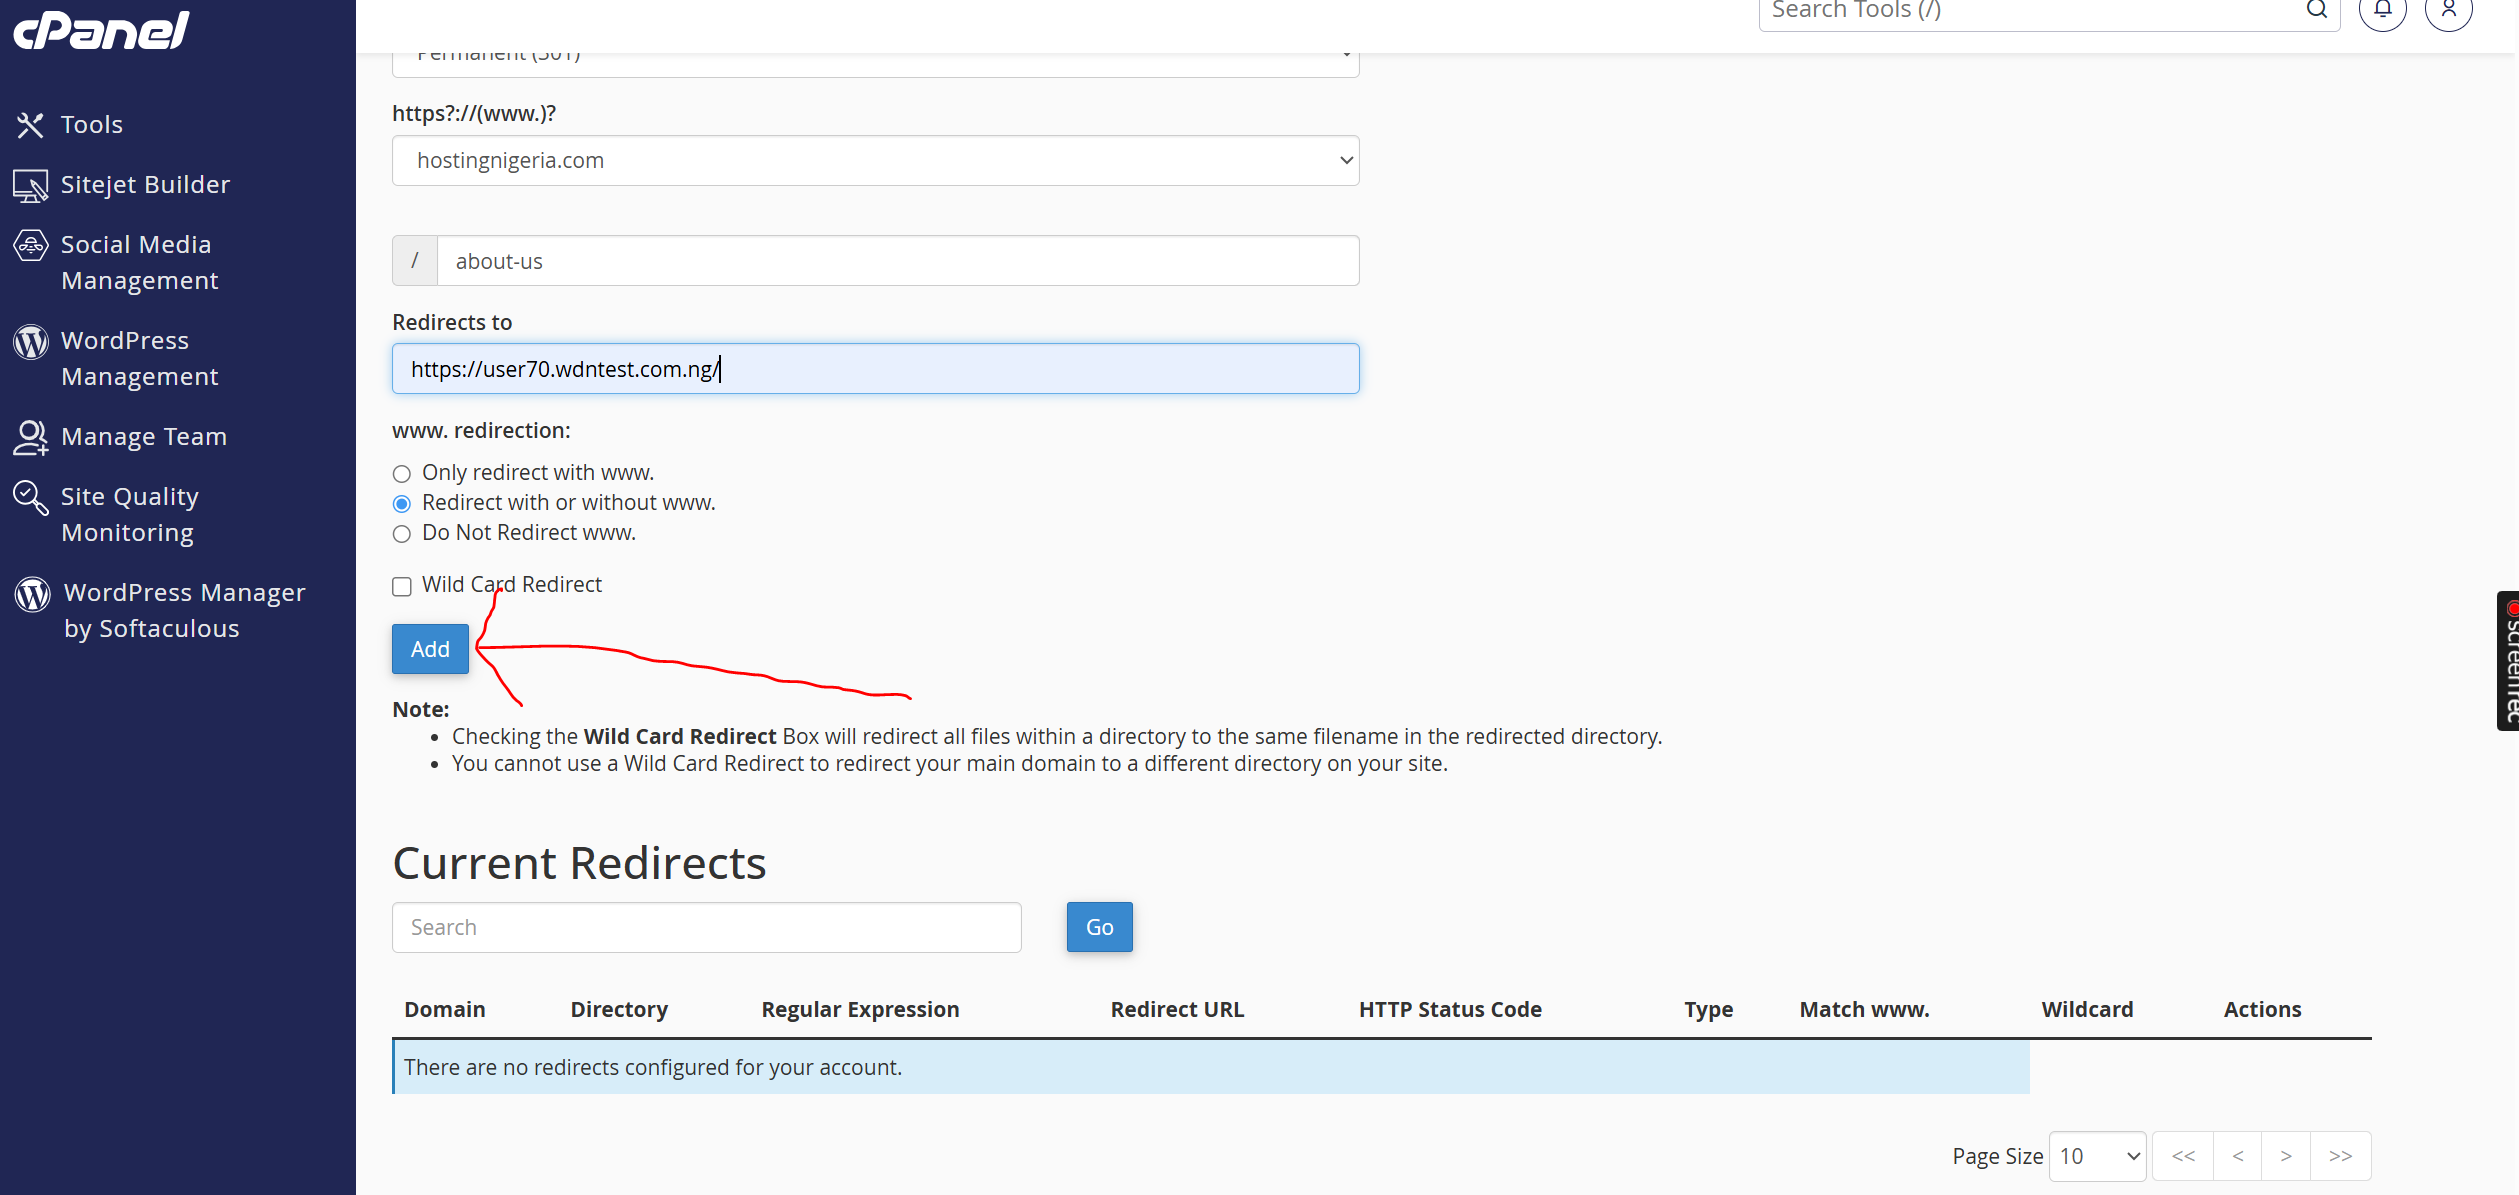 cPanel
Search Tools (/)
Tools
Sitejet Builder
Social Media
Management
WordPress
Management
Manage Team
Site Quality
Monitoring
WordPress Manager
by Softaculous
Permanent (301)
https?://(www.)?
hostingnigeria.com
/ about-us
Redirects to
https://user70.wdntest.com.ng/
www. redirection:
Only redirect with www.
Redirect with or without www.
Do Not Redirect www.
Wild Card Redirect
Add
Note:
• Checking the Wild Card Redirect Box will redirect all files within a directory to the same filename in the redirected directory.
• You cannot use a Wild Card Redirect to redirect your main domain to a different directory on your site.
screenrec
Current Redirects
Search Go
Domain Directory Regular Expression Redirect URL HTTP Status Code Type Match www. Wildcard Actions
There are no redirects configured for your account.
Page Size 10 << < > >>